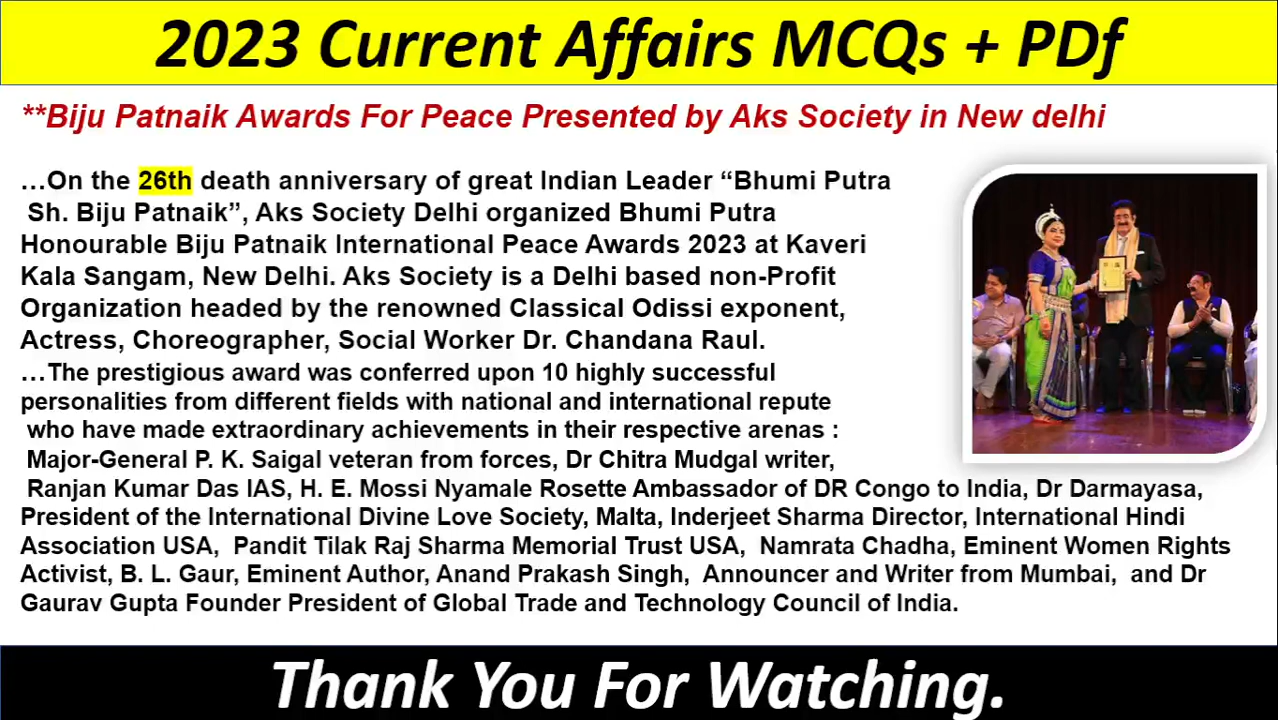 2023 Current Affairs MCQs + PDf
**Biju Patnaik Awards For Peace Presented by Aks Society in New delhi
…On the 26th death anniversary of great Indian Leader “Bhumi Putra
Sh. Biju Patnaik”, Aks Society Delhi organized Bhumi Putra
Honourable Biju Patnaik International Peace Awards 2023 at Kaveri
Kala Sangam, New Delhi. Aks Society is a Delhi based non-Profit
Organization headed by the renowned Classical Odissi exponent,
Actress, Choreographer, Social Worker Dr. Chandana Raul.
…The prestigious award was conferred upon 10 highly successful
personalities from different fields with national and international repute
who have made extraordinary achievements in their respective arenas :
Major-General P. K. Saigal veteran from forces, Dr Chitra Mudgal writer,
Ranjan Kumar Das IAS, H. E. Mossi Nyamale Rosette Ambassador of DR Congo to India, Dr Darmayasa,
President of the International Divine Love Society, Malta, Inderjeet Sharma Director, International Hindi
Association USA, Pandit Tilak Raj Sharma Memorial Trust USA, Namrata Chadha, Eminent Women Rights
Activist, B. L. Gaur, Eminent Author, Anand Prakash Singh, Announcer and Writer from Mumbai, and Dr
Gaurav Gupta Founder President of Global Trade and Technology Council of India.
Thank You For Watching.